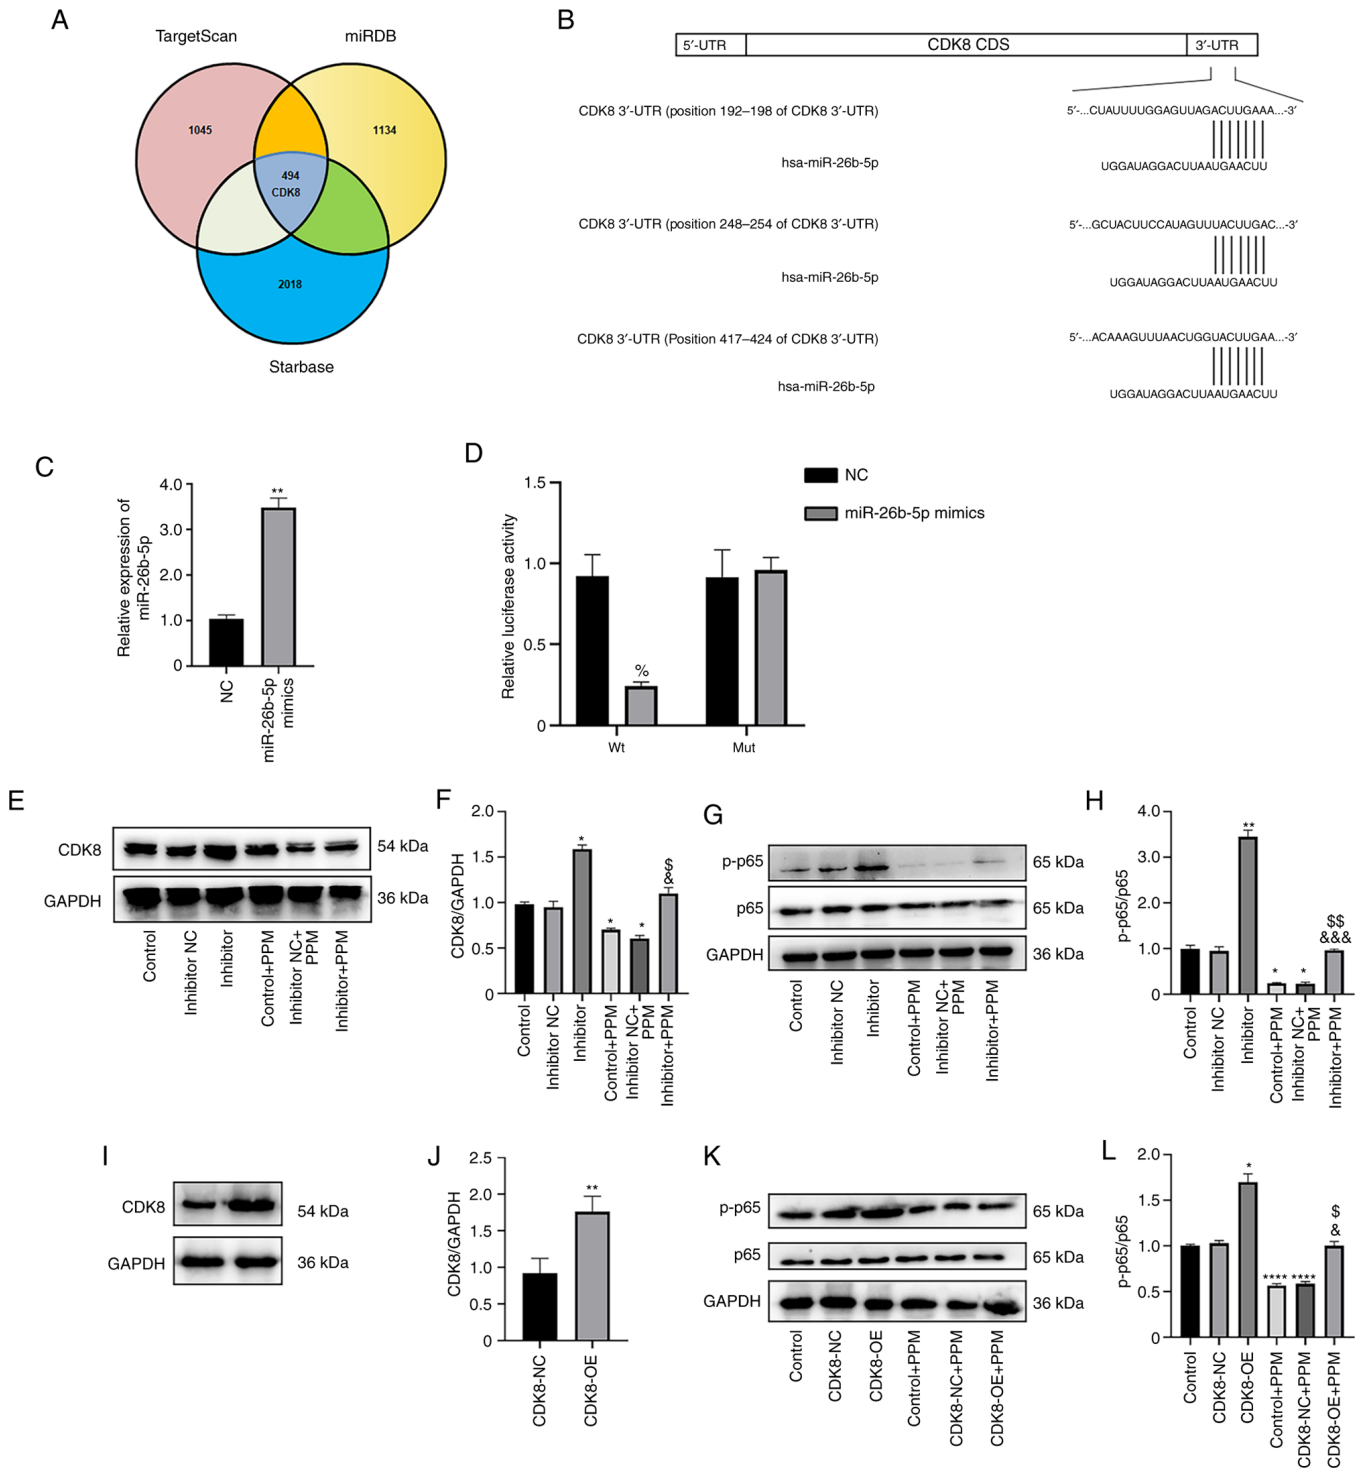 A
TargetScan
miRDB
1045
1134
494
CDK8
2018
Starbase
B
5′-UTR
CDK8 CDS
3′-UTR
CDK8 3′-UTR (position 192–198 of CDK8 3′-UTR)
5′-...CUAUUUUGGAGUUAGACUUGAAA...-3′
hsa-miR-26b-5p
UGGAUAGGACUUAAUGAACUU
CDK8 3′-UTR (position 248–254 of CDK8 3′-UTR)
5′-...GCUACUUCCAUAGUUUACUUGAC...-3′
hsa-miR-26b-5p
UGGAUAGGACUUAAUGAACUU
CDK8 3′-UTR (Position 417–424 of CDK8 3′-UTR)
5′-...ACAAAGUUUAACUGGUACUUGAA...-3′
hsa-miR-26b-5p
UGGAUAGGACUUAAUGAACUU
C
Relative expression of
miR-26b-5p
4.0
3.0
2.0
1.0
0
**
NC
miR-26b-5p
mimics
D
Relative luciferase activity
1.5
1.0
0.5
0
%
Wt
Mut
NC
miR-26b-5p mimics
E
CDK8
54 kDa
GAPDH
36 kDa
Control
Inhibitor NC
Inhibitor
Control+PPM
Inhibitor NC+
PPM
Inhibitor+PPM
F
CDK8/GAPDH
2.0
1.5
1.0
0.5
0
*
*
*
$
&
Control
Inhibitor NC
Inhibitor
Control+PPM
Inhibitor NC+
PPM
Inhibitor+PPM
G
p-p65
65 kDa
p65
65 kDa
GAPDH
36 kDa
Control
Inhibitor NC
Inhibitor
Control+PPM
Inhibitor NC+
PPM
Inhibitor+PPM
H
p-p65/p65
4.0
3.0
2.0
1.0
0
**
*
*
$$
&&&
Control
Inhibitor NC
Inhibitor
Control+PPM
Inhibitor NC+
PPM
Inhibitor+PPM
I
CDK8
54 kDa
GAPDH
36 kDa
J
CDK8/GAPDH
2.5
2.0
1.5
1.0
0.5
0
**
CDK8-NC
CDK8-OE
K
p-p65
65 kDa
p65
65 kDa
GAPDH
36 kDa
Control
CDK8-NC
CDK8-OE
Control+PPM
CDK8-NC+PPM
CDK8-OE+PPM
L
p-p65/p65
2.0
1.5
1.0
0.5
0
*
****
****
$
&
Control
CDK8-NC
CDK8-OE
Control+PPM
CDK8-NC+PPM
CDK8-OE+PPM